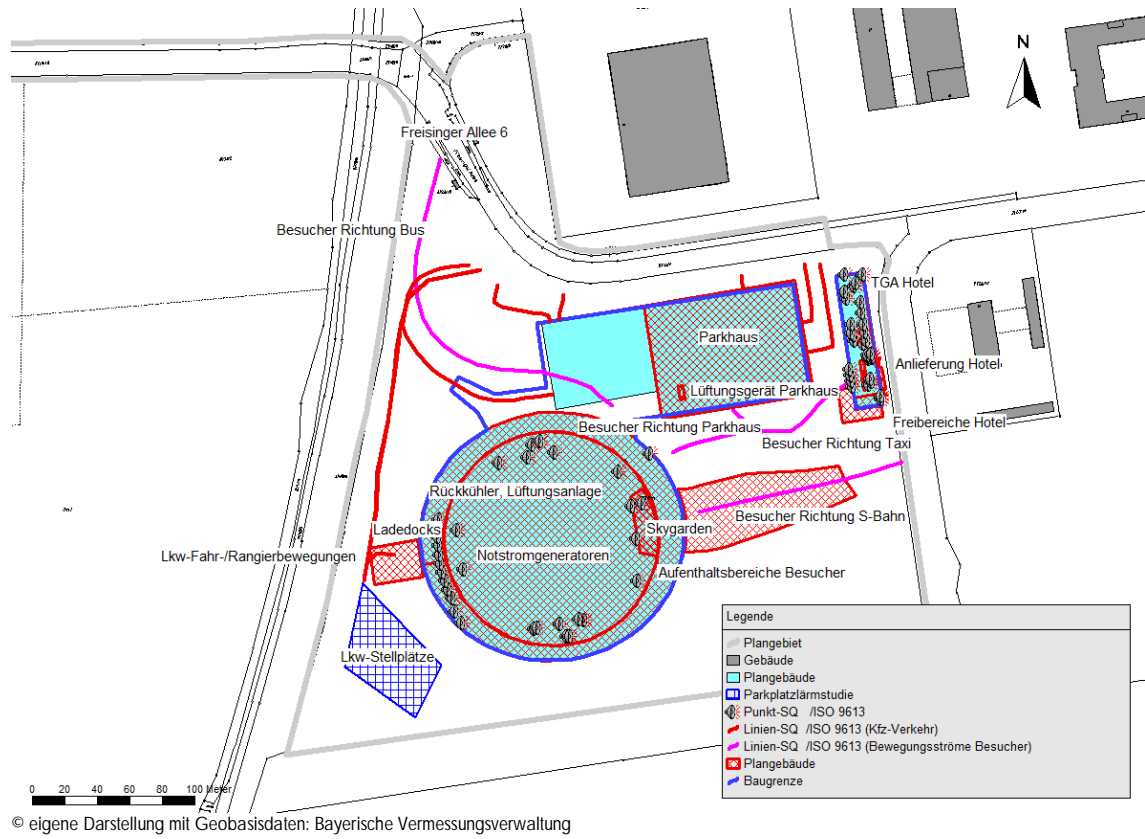 N
Freisinger Allee 6
Besucher Richtung Bus
TGA Hotel
Parkhaus
Anlieferung Hotel
Lüftungsgerät Parkhaus
Freibereiche Hotel
Besucher Richtung Parkhaus
Besucher Richtung Taxi
Rückkühler, Lüftungsanlage
Besucher Richtung S-Bahn
Ladedocks
Skygarden
Lkw-Fahr-/Rangierbewegungen
Notstromgeneratoren
Aufenthaltsbereiche Besucher
Lkw-Stellplätze
Legende
Plangebiet
Gebäude
Plangebäude
Parkplatzlärmstudie
Punkt-SQ /ISO 9613
Linien-SQ /ISO 9613 (Kfz-Verkehr)
Linien-SQ /ISO 9613 (Bewegungsströme Besucher)
Plangebäude
Baugrenze
0 20 40 60 80 100 Meter
© eigene Darstellung mit Geobasisdaten: Bayerische Vermessungsverwaltung